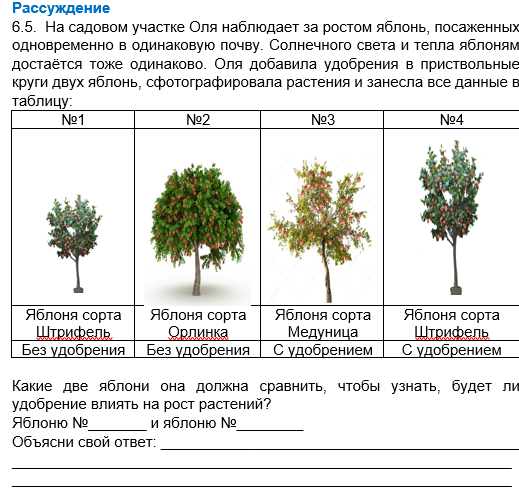 Рассуждение
6.5. На садовом участке Оля наблюдает за ростом яблонь, посаженных
одновременно в одинаковую почву. Солнечного света и тепла яблоням
достаётся тоже одинаково. Оля добавила удобрения в приствольные
круги двух яблонь, сфотографировала растения и занесла все данные в
таблицу:
№1 №2 №3 №4
Яблоня сорта Штрифель Яблоня сорта Орлинка Яблоня сорта Медуница Яблоня сорта Штрифель
Без удобрения Без удобрения С удобрением С удобрением
Какие две яблони она должна сравнить, чтобы узнать, будет ли
удобрение влиять на рост растений?
Яблоню №_______ и яблоню №________
Объясни свой ответ: ____________________________________________